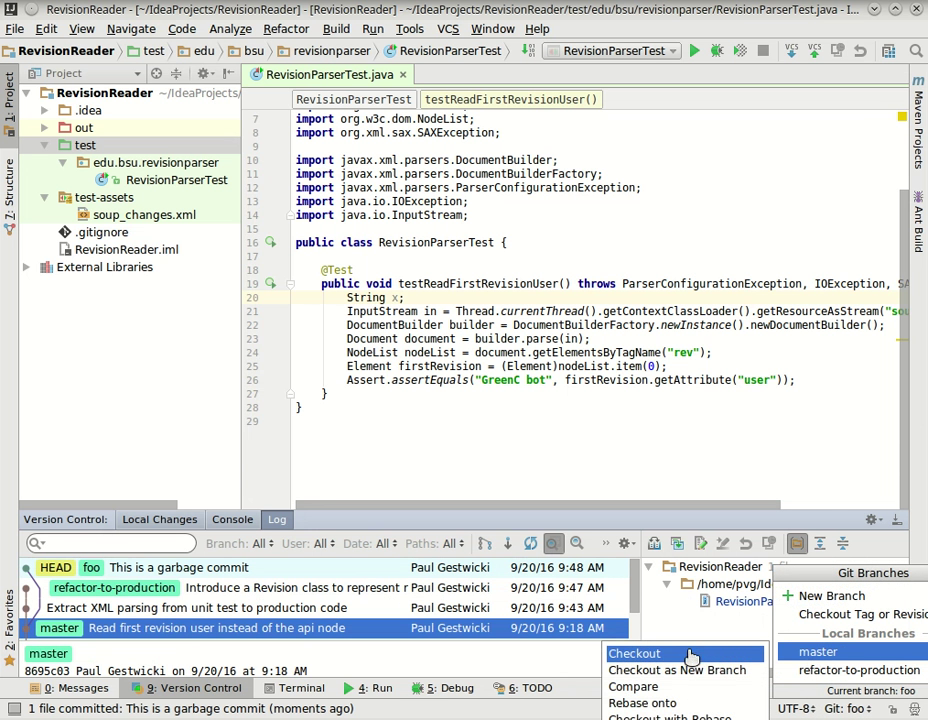 RevisionReader - [~/IdeaProjects/RevisionReader] - [RevisionReader] - ~/IdeaProjects/RevisionReader/test/edu/bsu/revisionparser/RevisionParserTest.java - I...
File Edit View Navigate Code Analyze Refactor Build Run Tools VCS Window Help
RevisionReader test edu bsu revisionparser RevisionParserTest RevisionParserTest VCS VCS
Project
RevisionParserTest.java
RevisionParserTest testReadFirstRevisionUser()
1: Project
7: Structure
2: Favorites
RevisionReader ~/IdeaProjects/
.idea
out
test
edu.bsu.revisionparser
RevisionParserTest
test-assets
soup_changes.xml
.gitignore
RevisionReader.iml
External Libraries
7 import org.w3c.dom.NodeList;
8 import org.xml.sax.SAXException;
9
10 import javax.xml.parsers.DocumentBuilder;
11 import javax.xml.parsers.DocumentBuilderFactory;
12 import javax.xml.parsers.ParserConfigurationException;
13 import java.io.IOException;
14 import java.io.InputStream;
15
16 public class RevisionParserTest {
17
18 @Test
19 public void testReadFirstRevisionUser() throws ParserConfigurationException, IOException, SA
20 String x;
21 InputStream in = Thread.currentThread().getContextClassLoader().getResourceAsStream("sou
22 DocumentBuilder builder = DocumentBuilderFactory.newInstance().newDocumentBuilder();
23 Document document = builder.parse(in);
24 NodeList nodeList = document.getElementsByTagName("rev");
25 Element firstRevision = (Element)nodeList.item(0);
26 Assert.assertEquals("GreenC bot", firstRevision.getAttribute("user"));
27 }
28 }
29
Maven Projects
Ant Build
Version Control: Local Changes Console Log
Branch: All User: All Date: All Paths: All
HEAD foo This is a garbage commit Paul Gestwicki 9/20/16 9:48 AM
refactor-to-production Introduce a Revision class to represent r Paul Gestwicki 9/20/16 9:47 AM
Extract XML parsing from unit test to production code Paul Gestwicki 9/20/16 9:43 AM
master Read first revision user instead of the api node Paul Gestwicki 9/20/16 9:18 AM
master
8695c03 Paul Gestwicki on 9/20/16 at 9:18 AM
RevisionReader
/home/pvg/Id
RevisionPa
Checkout
Checkout as New Branch
Compare
Rebase onto
Checkout with Rebase
Git Branches
New Branch
Checkout Tag or Revisio
Local Branches
master
refactor-to-production
Current branch: foo
0: Messages 9: Version Control Terminal 4: Run 5: Debug 6: TODO
1 file committed: This is a garbage commit (moments ago) UTF-8 Git: foo